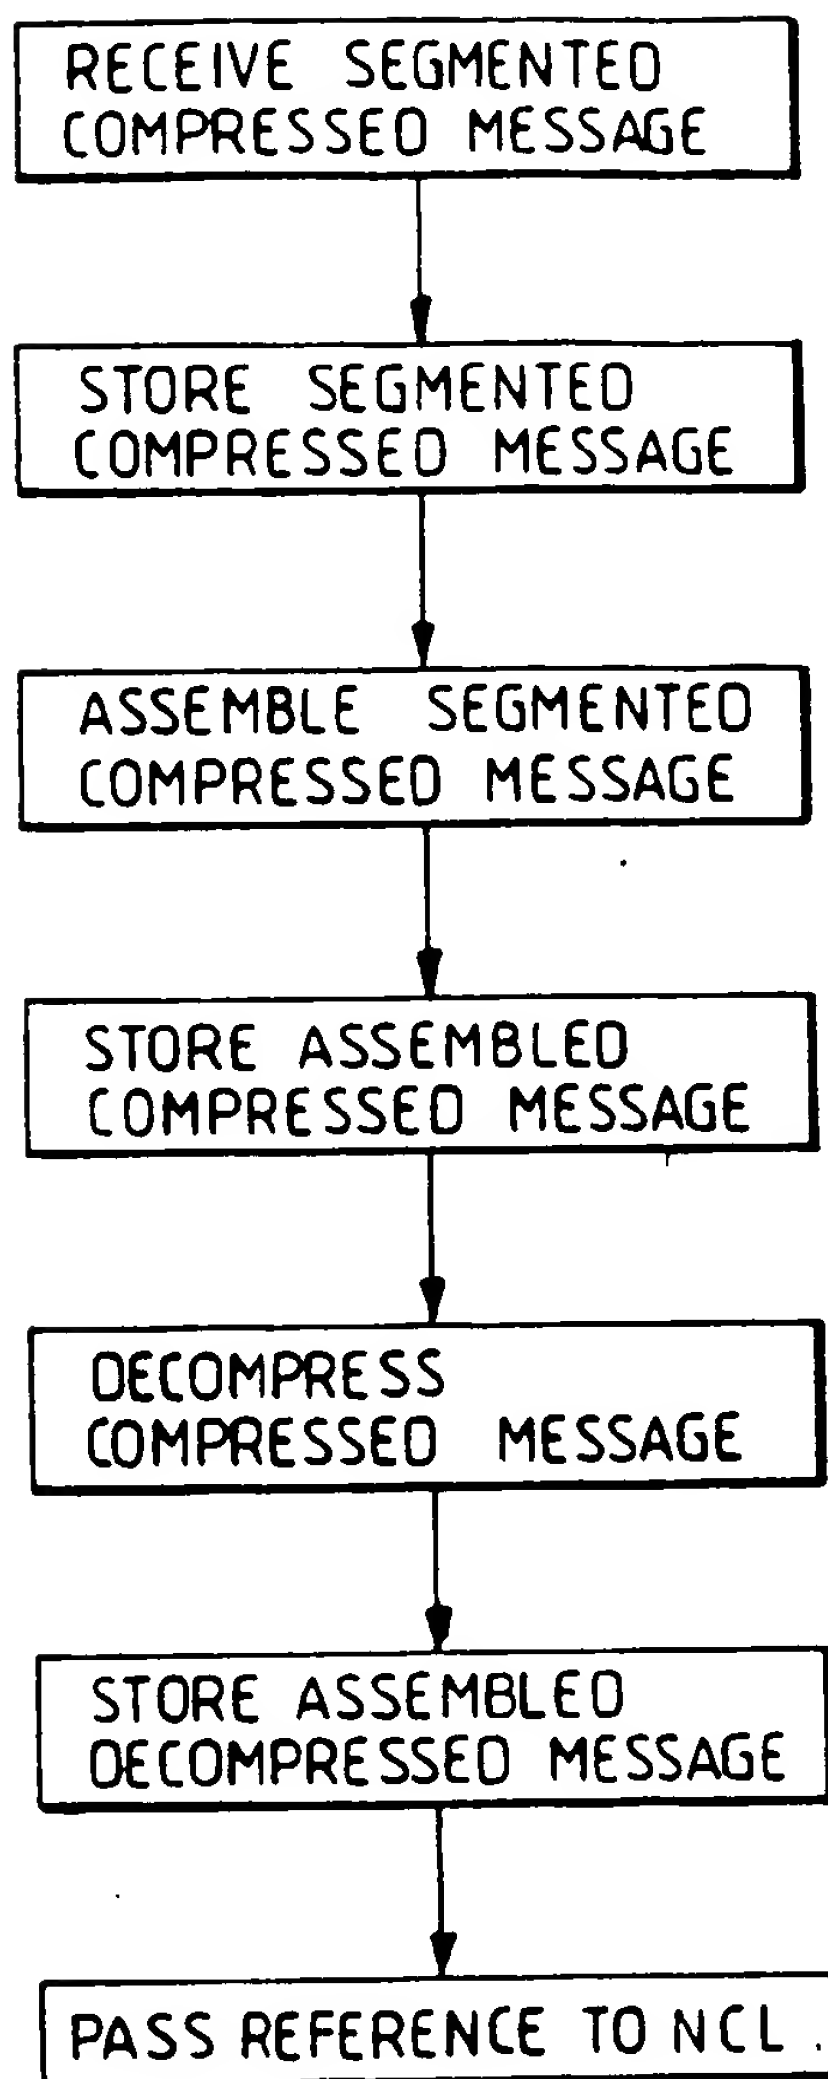 RECEIVE SEGMENTED
COMPRESSED MESSAGE
STORE SEGMENTED
COMPRESSED MESSAGE
ASSEMBLE SEGMENTED
COMPRESSED MESSAGE
STORE ASSEMBLED
COMPRESSED MESSAGE
DECOMPRESS
COMPRESSED MESSAGE
STORE ASSEMBLED
DECOMPRESSED MESSAGE
PASS REFERENCE TO NCL.